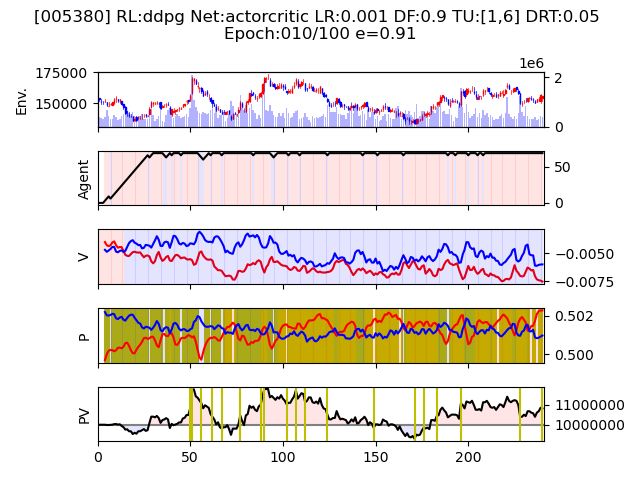 [005380] RL:ddpg Net:actorcritic LR:0.001 DF:0.9 TU:[1,6] DRT:0.05
Epoch:010/100 e=0.91
1e6
175000
150000
Env.
2
0
Agent
50
0
V
−0.0050
−0.0075
P
0.502
0.500
PV
11000000
10000000
0 50 100 150 200